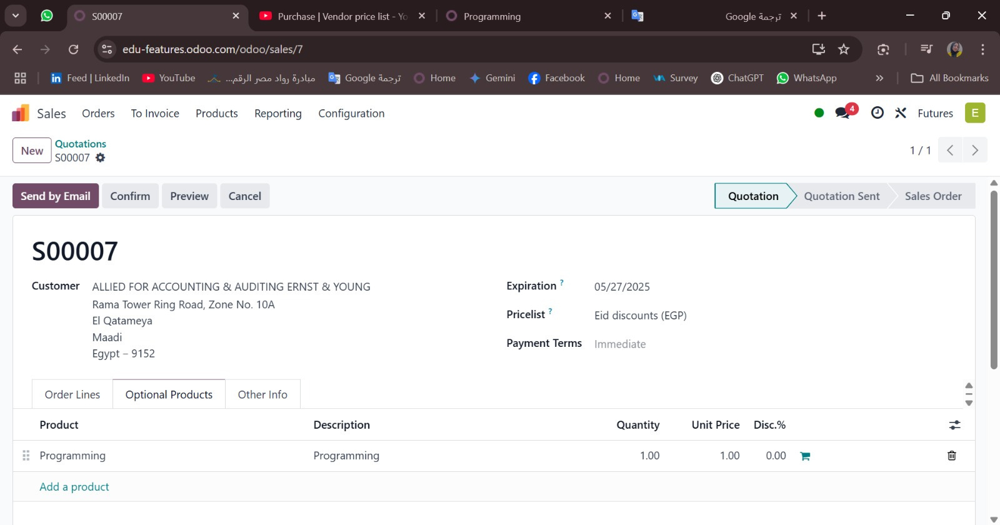 S00007
Purchase | Vendor price list - Yo
Programming
ترجمة Google
edu-features.odoo.com/odoo/sales/7
Feed | LinkedIn
YouTube
مبادرة رواد مصر الرقم...
ترجمة Google
Home
Gemini
Facebook
Home
Survey
ChatGPT
WhatsApp
All Bookmarks
Sales
Orders
To Invoice
Products
Reporting
Configuration
4
Futures
E
New
Quotations
S00007
1 / 1
Send by Email
Confirm
Preview
Cancel
Quotation
Quotation Sent
Sales Order
S00007
Customer
ALLIED FOR ACCOUNTING & AUDITING ERNST & YOUNG
Rama Tower Ring Road, Zone No. 10A
El Qatameya
Maadi
Egypt – 9152
Expiration ?
05/27/2025
Pricelist ?
Eid discounts (EGP)
Payment Terms
Immediate
Order Lines
Optional Products
Other Info
Product Description Quantity Unit Price Disc.%
Programming Programming 1.00 1.00 0.00
Add a product